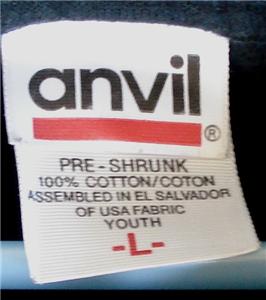 anvil
®
PRE-SHRUNK
100% COTTON/COTON
ASSEMBLED IN EL SALVADOR
OF USA FABRIC
YOUTH
-L-